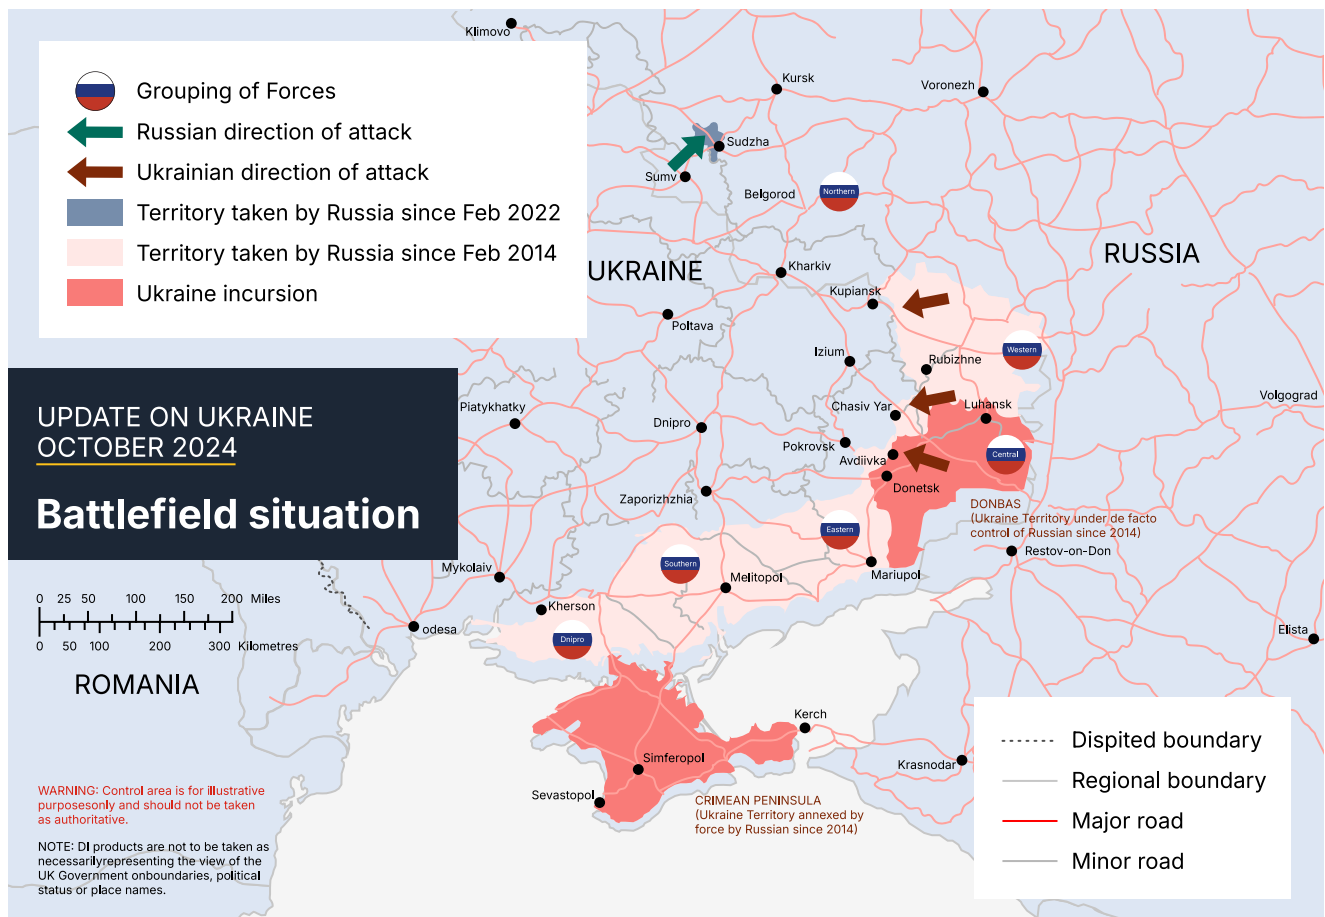 Klimovo
Grouping of Forces
Russian direction of attack
Ukrainian direction of attack
Territory taken by Russia since Feb 2022
Territory taken by Russia since Feb 2014
Ukraine incursion
Kursk
Voronezh
Sudzha
Sumv
Belgorod
Northern
RUSSIA
UKRAINE
Kharkiv
Kupiansk
Poltava
Izium
Rubizhne
Western
UPDATE ON UKRAINE
OCTOBER 2024
Battlefield situation
Piatykhatky
Dnipro
Chasiv Yar
Luhansk
Volgograd
Pokrovsk
Avdiivka
Central
Donetsk
Zaporizhzhia
DONBAS
(Ukraine Territory under de facto
control of Russian since 2014)
Eastern
Restov-on-Don
Mykolaiv
Southern
Melitopol
Mariupol
0 25 50 100 150 200 Miles
0 50 100 200 300 Kilometres
Kherson
odesa
Dnipro
Elista
ROMANIA
Kerch
Simferopol
Krasnodar
Sevastopol
CRIMEAN PENINSULA
(Ukraine Territory annexed by
force by Russian since 2014)
WARNING: Control area is for illustrative
purposesonly and should not be taken
as authoritative.
NOTE: DI products are not to be taken as
necessarilyrepresenting the view of the
UK Government onboundaries, political
status or place names.
Dispited boundary
Regional boundary
Major road
Minor road